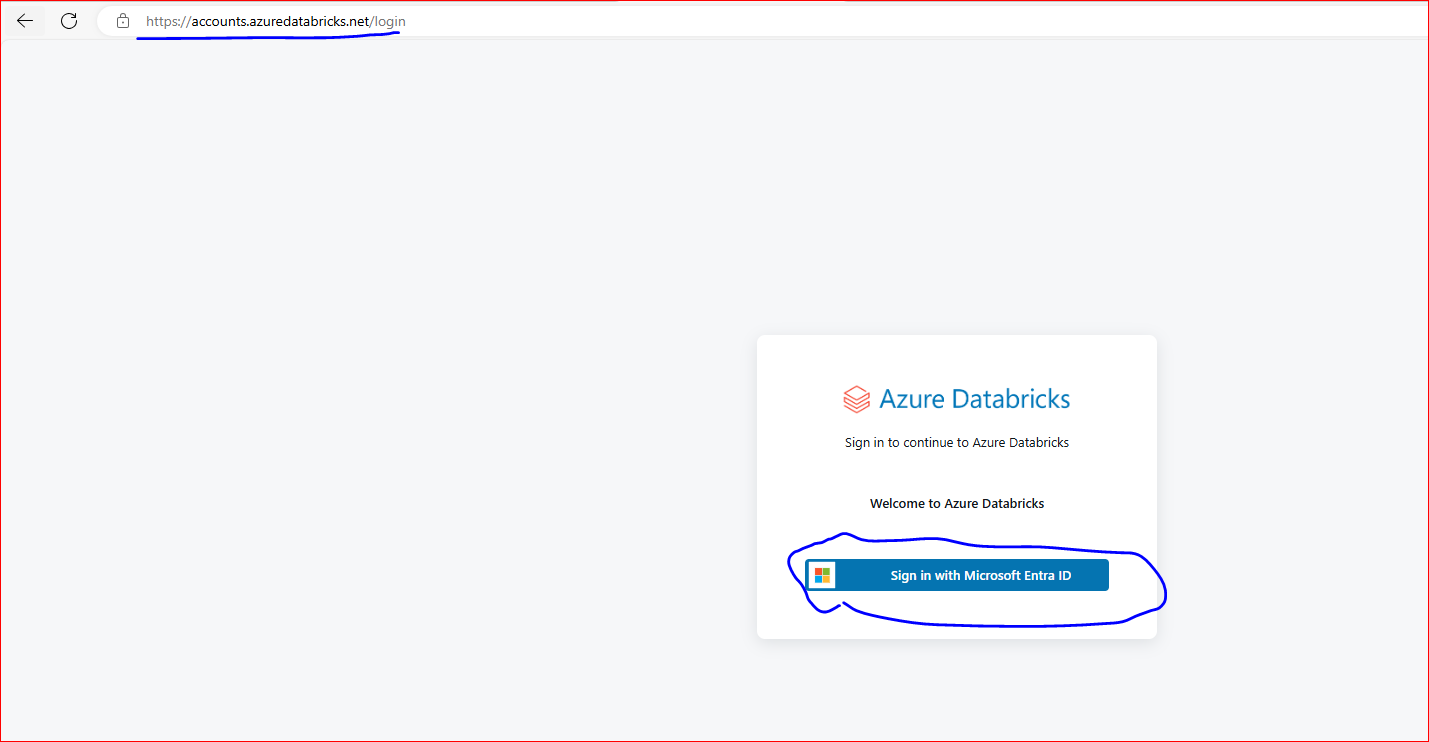 https://accounts.azuredatabricks.net/login
Azure Databricks
Sign in to continue to Azure Databricks
Welcome to Azure Databricks
Sign in with Microsoft Entra ID